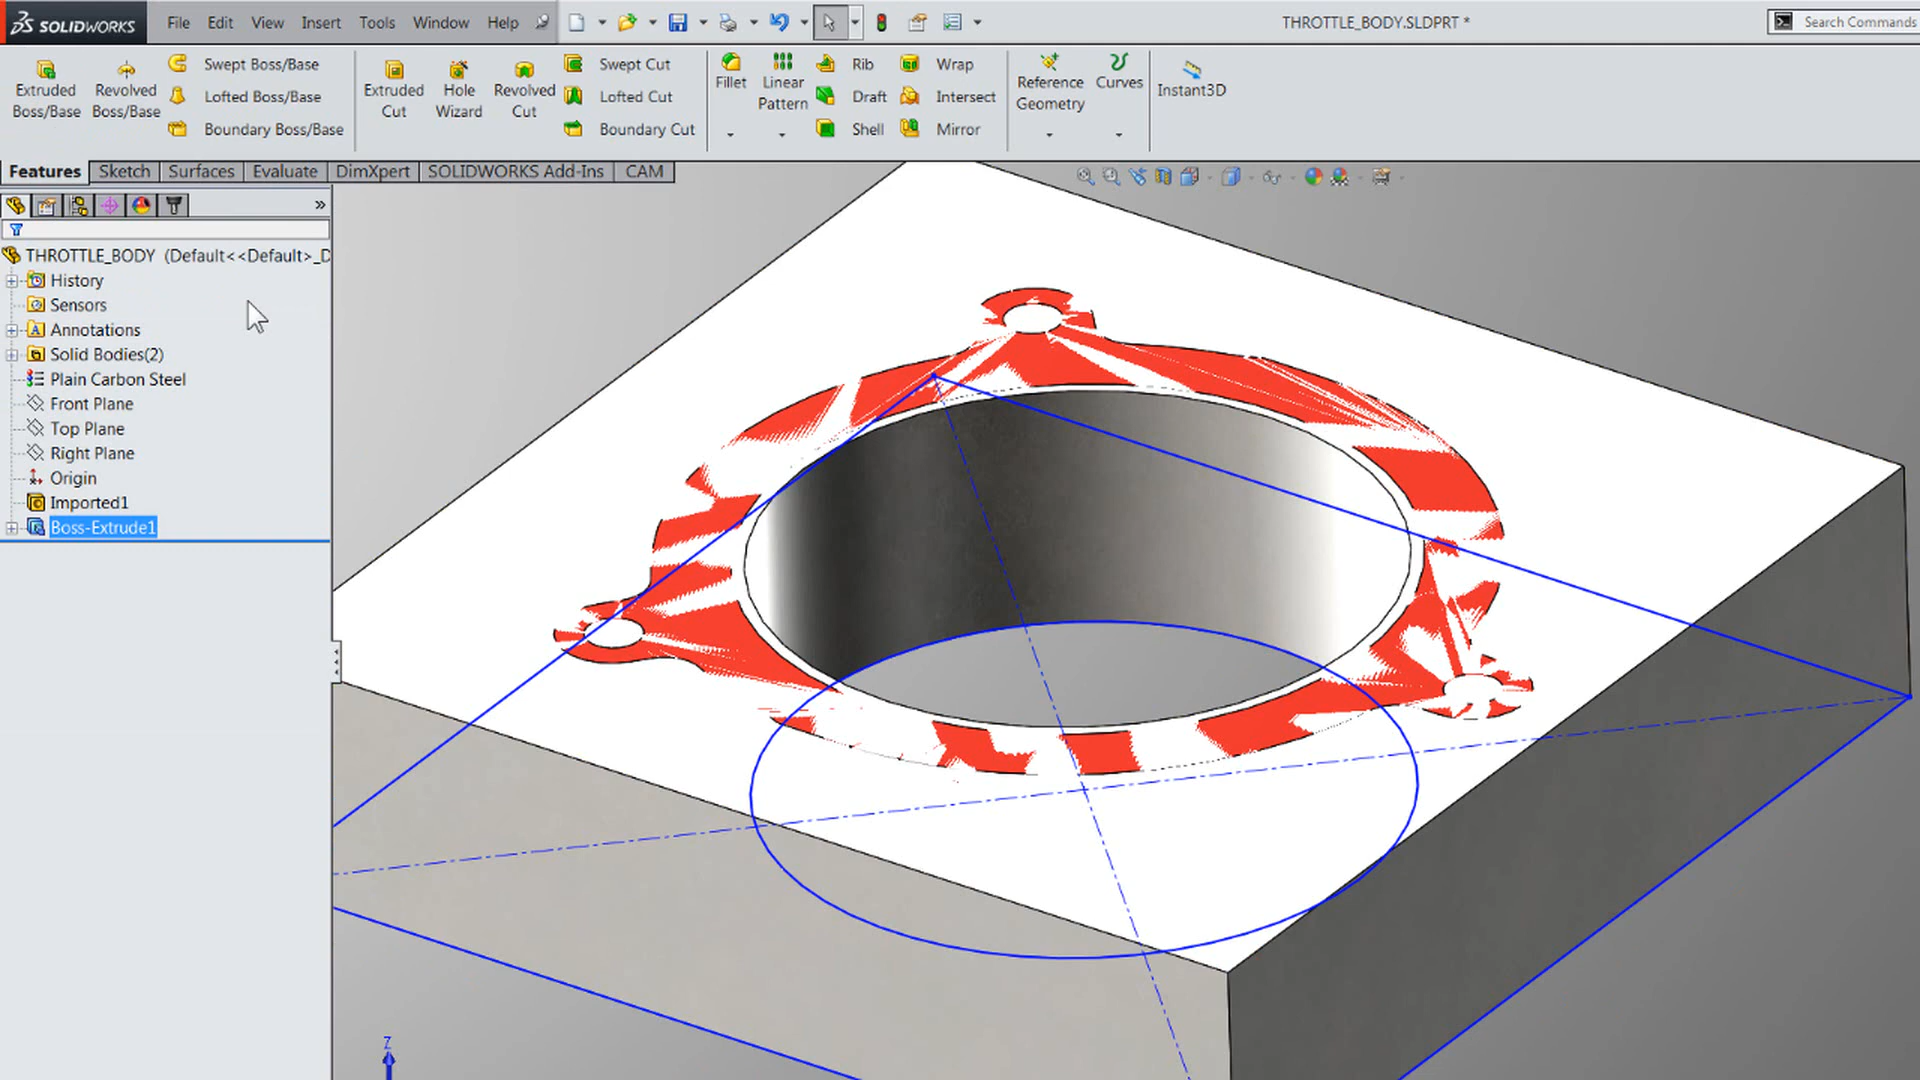 SOLIDWORKS File Edit View Insert Tools Window Help THROTTLE_BODY.SLDPRT * Search Commands
Extruded Boss/Base
Revolved Boss/Base
Swept Boss/Base
Lofted Boss/Base
Boundary Boss/Base
Extruded Cut
Hole Wizard
Revolved Cut
Swept Cut
Lofted Cut
Boundary Cut
Fillet
Linear Pattern
Rib
Draft
Shell
Wrap
Intersect
Mirror
Reference Geometry
Curves
Instant3D
Features Sketch Surfaces Evaluate DimXpert SOLIDWORKS Add-Ins CAM
THROTTLE_BODY (Default<<Default>_D
History
Sensors
Annotations
Solid Bodies(2)
Plain Carbon Steel
Front Plane
Top Plane
Right Plane
Origin
Imported1
Boss-Extrude1
Z